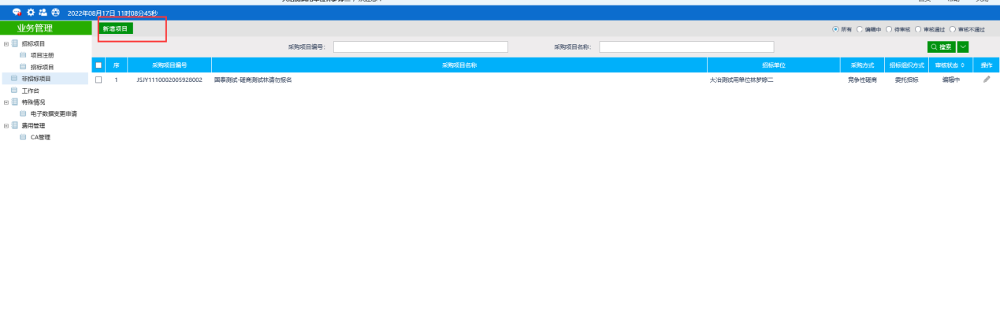 2022年08月17日 11时08分45秒
业务管理
新增项目
所有 编辑中 待审核 审核通过 审核不通过
招标项目
项目注册
招标项目
非招标项目
工作台
特殊情况
电子数据变更申请
费用管理
CA管理
采购项目编号:
采购项目名称:
搜索
序 采购项目编号 采购项目名称 招标单位 采购方式 招标组织方式 审核状态 操作
1 JSJY1110002005928002 国泰测试-磋商测试林请勿报名 大冶测试用单位林梦婷二 竞争性磋商 委托招标 编辑中